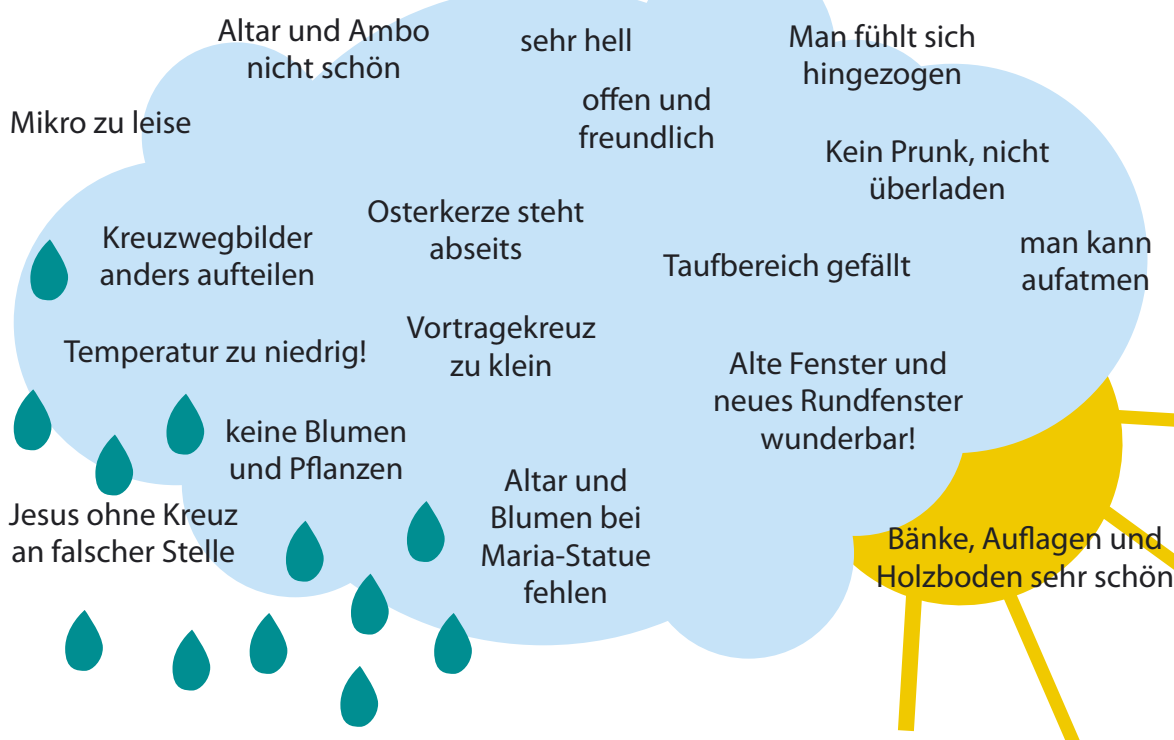 Altar und Ambo
nicht schön
sehr hell
Man fühlt sich
hingezogen
Mikro zu leise
offen und
freundlich
Kein Prunk, nicht
überladen
Kreuzwegbilder
anders aufteilen
Osterkerze steht
abseits
Taufbereich gefällt
man kann
aufatmen
Temperatur zu niedrig!
Vortragekreuz
zu klein
Alte Fenster und
neues Rundfenster
wunderbar!
keine Blumen
und Pflanzen
Jesus ohne Kreuz
an falscher Stelle
Altar und
Blumen bei
Maria-Statue
fehlen
Bänke, Auflagen und
Holzboden sehr schön